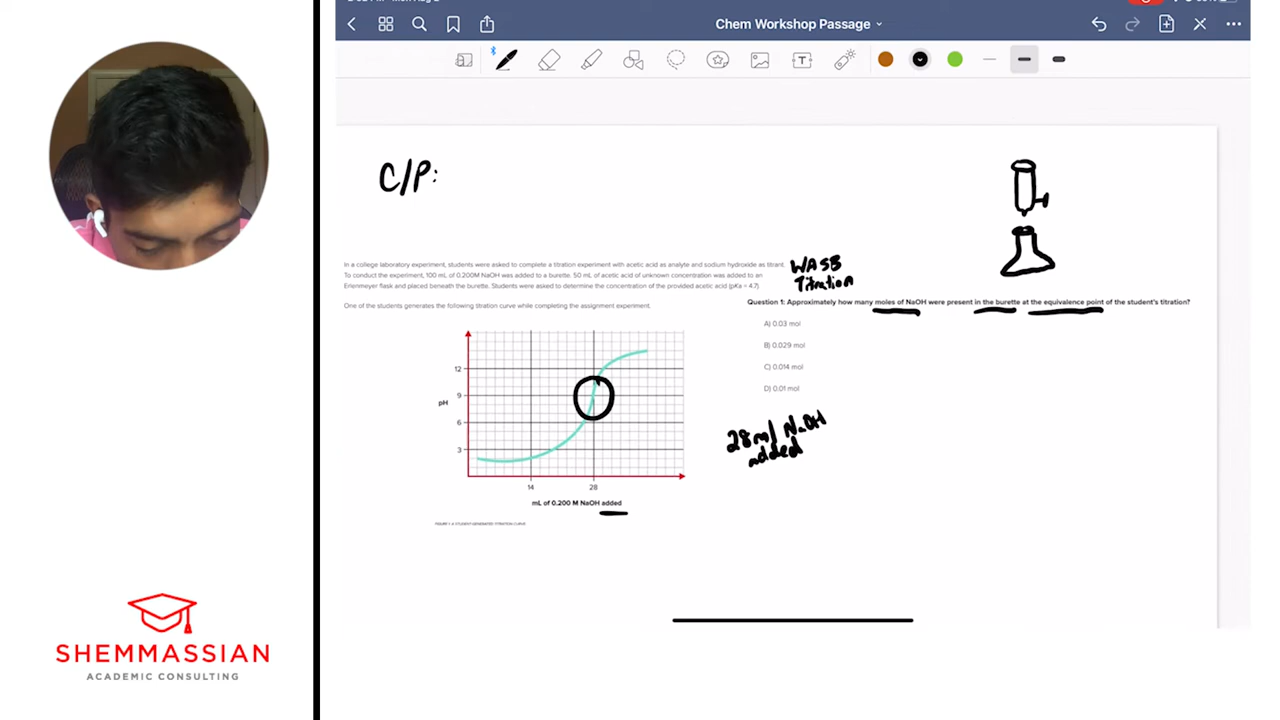 Chem Workshop Passage
C/P:
In a college laboratory experiment, students were asked to complete a titration experiment with acetic acid as analyte and sodium hydroxide as titrant.
To conduct the experiment, 100 mL of 0.200M NaOH was added to a burette. 50 mL of acetic acid of unknown concentration was added to an
Erlenmeyer flask and placed beneath the burette. Students were asked to determine the concentration of the provided acetic acid (pKa ~ 4.7)
One of the students generates the following titration curve while completing the assignment experiment.
WASB
Titration
Question 1: Approximately how many moles of NaOH were present in the burette at the equivalence point of the student's titration?
A) 0.03 mol
B) 0.029 mol
C) 0.014 mol
D) 0.01 mol
12
9
pH
6
3
14
28
mL of 0.200 M NaOH added
28ml NaOH
added
SHEMMASSIAN
ACADEMIC CONSULTING